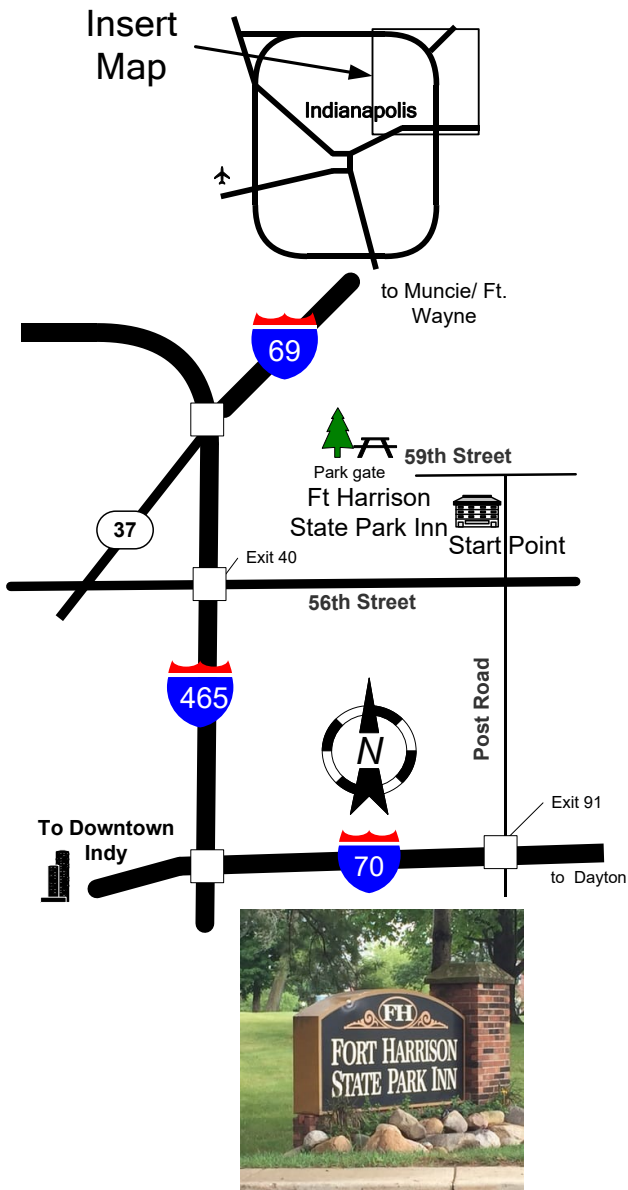 Insert
Map
Indianapolis
to Muncie/ Ft.
Wayne
69
59th Street
Park gate
Ft Harrison
State Park Inn
Start Point
37
Exit 40
56th Street
465
Post Road
N
Exit 91
To Downtown
Indy
70
to Dayton
FH
FORT HARRISON
STATE PARK INN